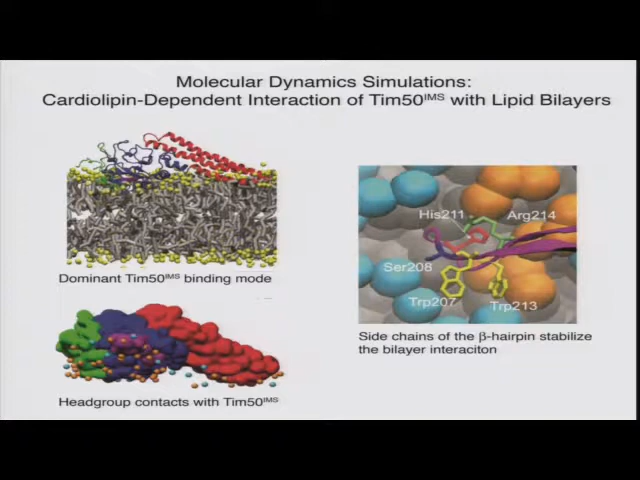 Molecular Dynamics Simulations:
Cardiolipin-Dependent Interaction of Tim50ᴵᴹˢ with Lipid Bilayers
Dominant Tim50ᴵᴹˢ binding mode
Headgroup contacts with Tim50ᴵᴹˢ
His211
Arg214
Ser208
Trp207
Trp213
Side chains of the β-hairpin stabilize
the bilayer interaciton